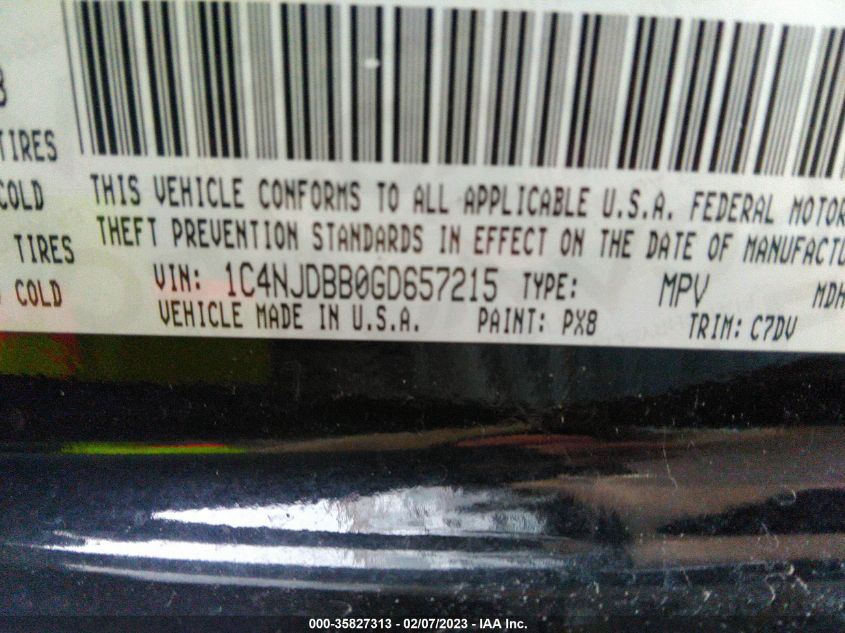 8
TIRES
COLD
THIS VEHICLE CONFORMS TO ALL APPLICABLE U.S.A. FEDERAL MOTOR
THEFT PREVENTION STANDARDS IN EFFECT ON THE DATE OF MANUFACTU
TIRES
COLD
VIN: 1C4NJDBB0GD657215 TYPE: MPV MDH
VEHICLE MADE IN U.S.A. PAINT: PX8 TRIM: C7DV
000-35827313 - 02/07/2023 - IAA Inc.